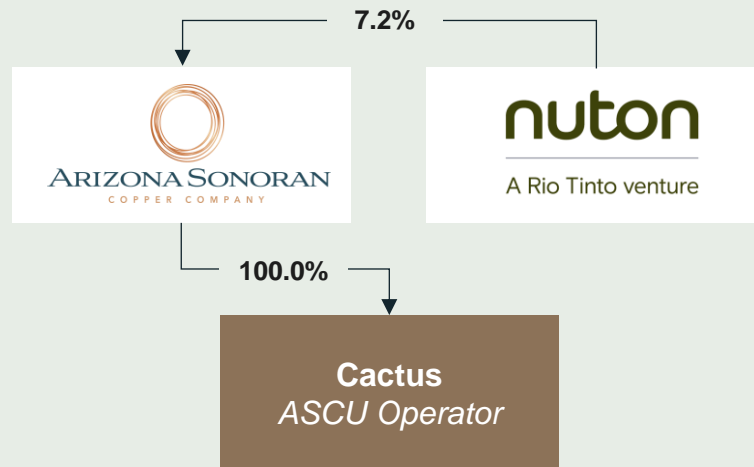 7.2%
ARIZONA SONORAN
COPPER COMPANY
nuton
A Rio Tinto venture
100.0%
Cactus
ASCU Operator